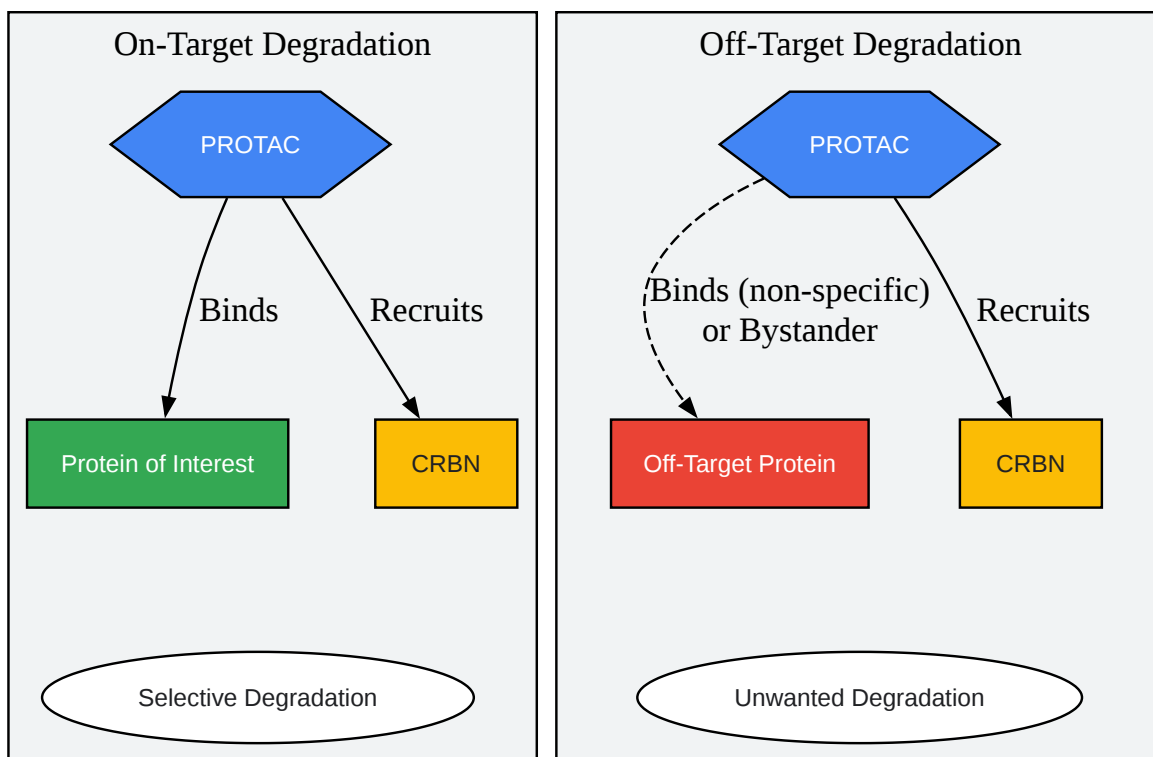 On-Target Degradation
PROTAC
Binds
Recruits
Protein of Interest
CRBN
Selective Degradation
Off-Target Degradation
PROTAC
Binds (non-specific)
or Bystander
Recruits
Off-Target Protein
CRBN
Unwanted Degradation